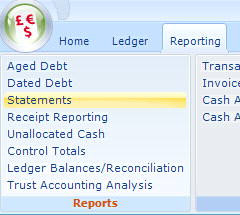 £ €
$
Home Ledger Reporting
Aged Debt
Dated Debt
Statements
Receipt Reporting
Unallocated Cash
Control Totals
Ledger Balances/Reconciliation
Trust Accounting Analysis
Reports
Transa
Invoice
Cash A
Cash A